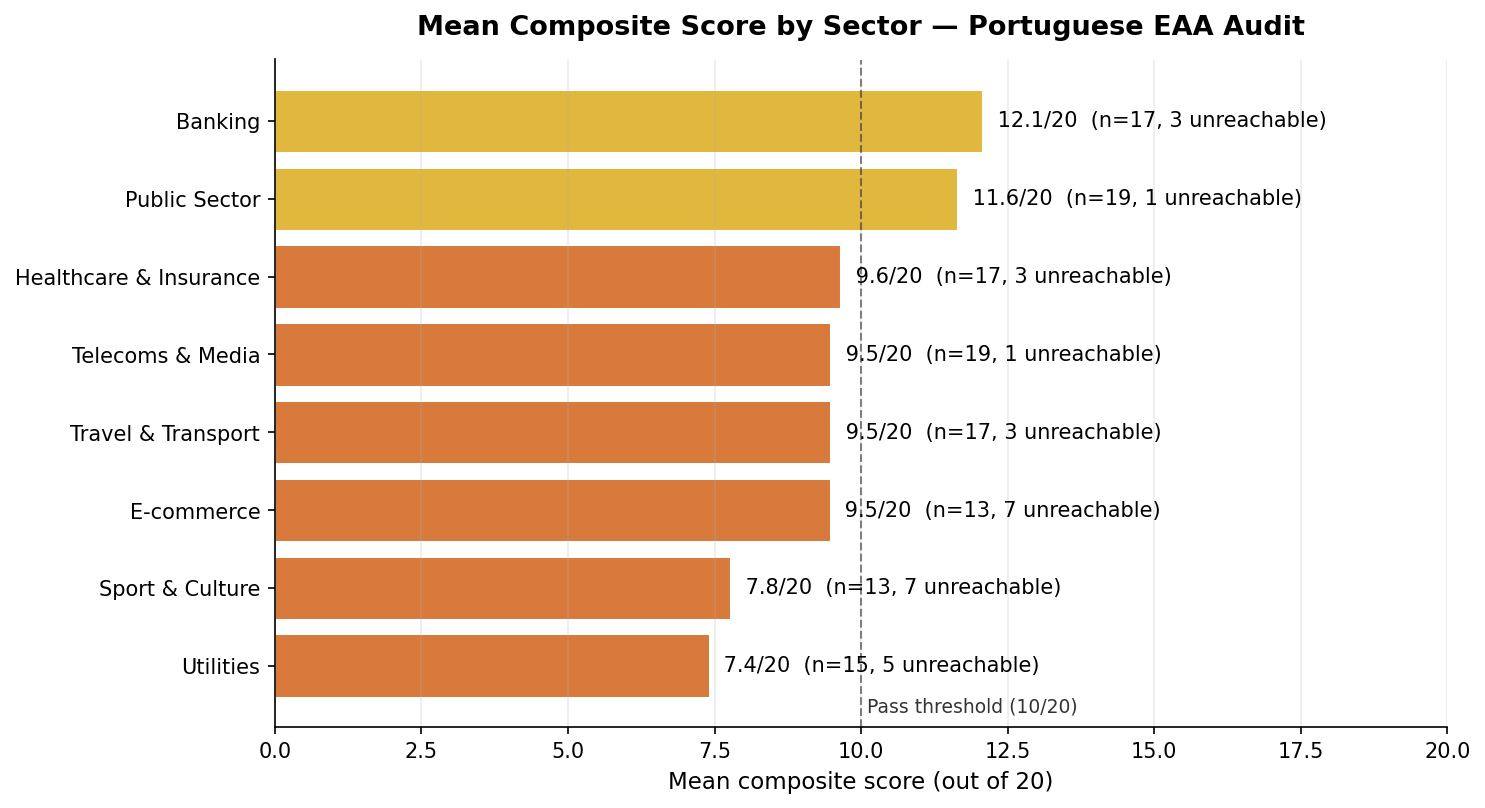 Mean Composite Score by Sector — Portuguese EAA Audit
Banking
12.1/20 (n=17, 3 unreachable)
Public Sector
11.6/20 (n=19, 1 unreachable)
Healthcare & Insurance
9.6/20 (n=17, 3 unreachable)
Telecoms & Media
9.5/20 (n=19, 1 unreachable)
Travel & Transport
9.5/20 (n=17, 3 unreachable)
E-commerce
9.5/20 (n=13, 7 unreachable)
Sport & Culture
7.8/20 (n=13, 7 unreachable)
Utilities
7.4/20 (n=15, 5 unreachable)
Pass threshold (10/20)
0.0 2.5 5.0 7.5 10.0 12.5 15.0 17.5 20.0
Mean composite score (out of 20)